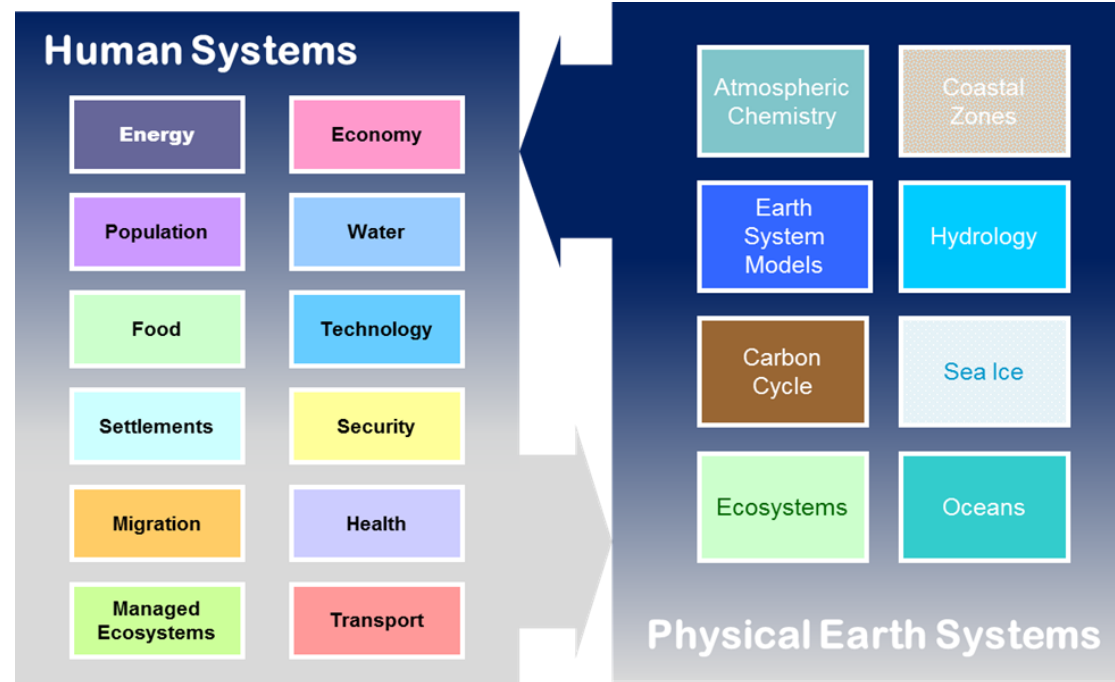 Human Systems
Energy
Economy
Population
Water
Food
Technology
Settlements
Security
Migration
Health
Managed
Ecosystems
Transport
Atmospheric
Chemistry
Coastal
Zones
Earth
System
Models
Hydrology
Carbon
Cycle
Sea Ice
Ecosystems
Oceans
Physical Earth Systems